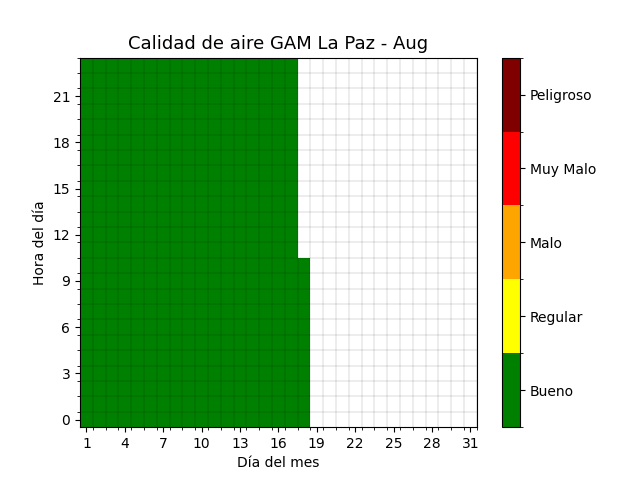 Calidad de aire GAM La Paz - Aug
21
18
15
12
9
6
3
0
Hora del día
1 4 7 10 13 16 19 22 25 28 31
Día del mes
Peligroso
Muy Malo
Malo
Regular
Bueno